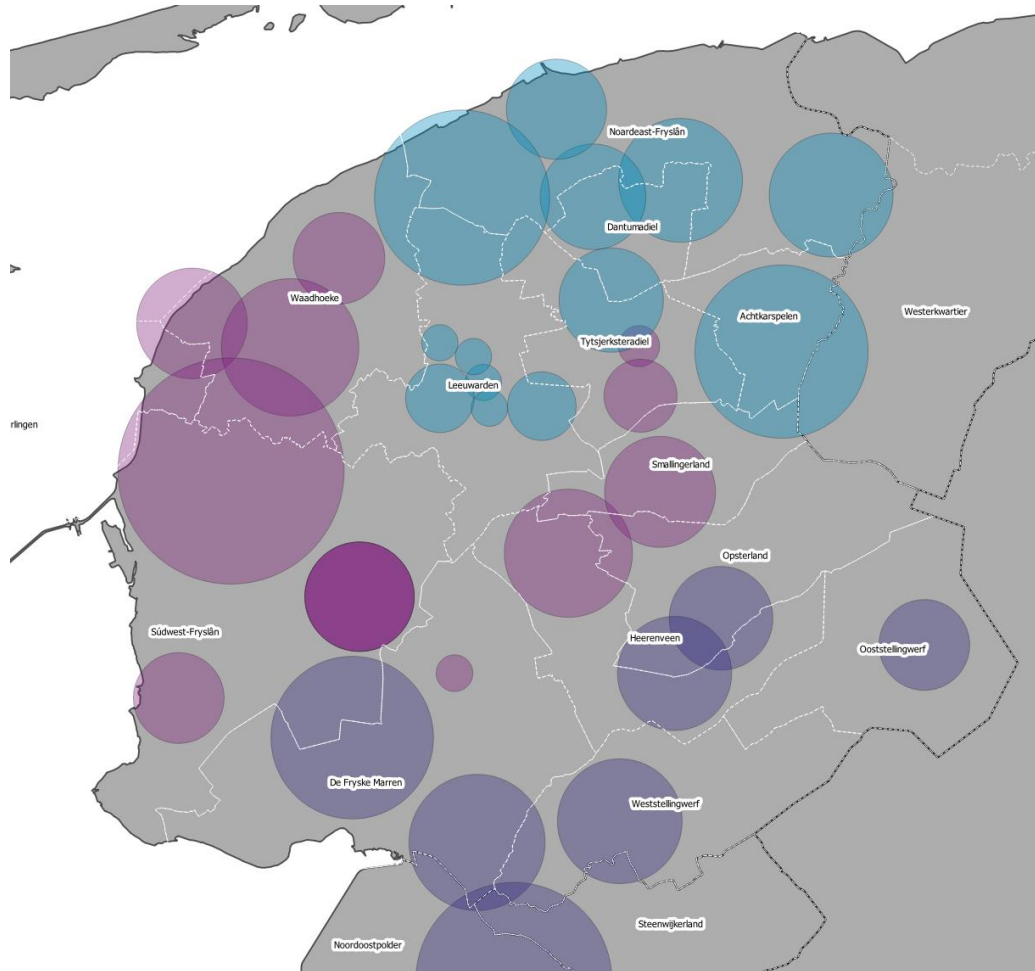 Noardeast-Fryslân
Dantumadiel
Waadhoeke
Achtkarspelen
Westerkwartier
Tytsjerksteradiel
Leeuwarden
rlingen
Smallingerland
Opsterland
Súdwest-Fryslân
Heerenveen
Ooststellingwerf
De Fryske Marren
Weststellingwerf
Steenwijkerland
Noordoostpolder